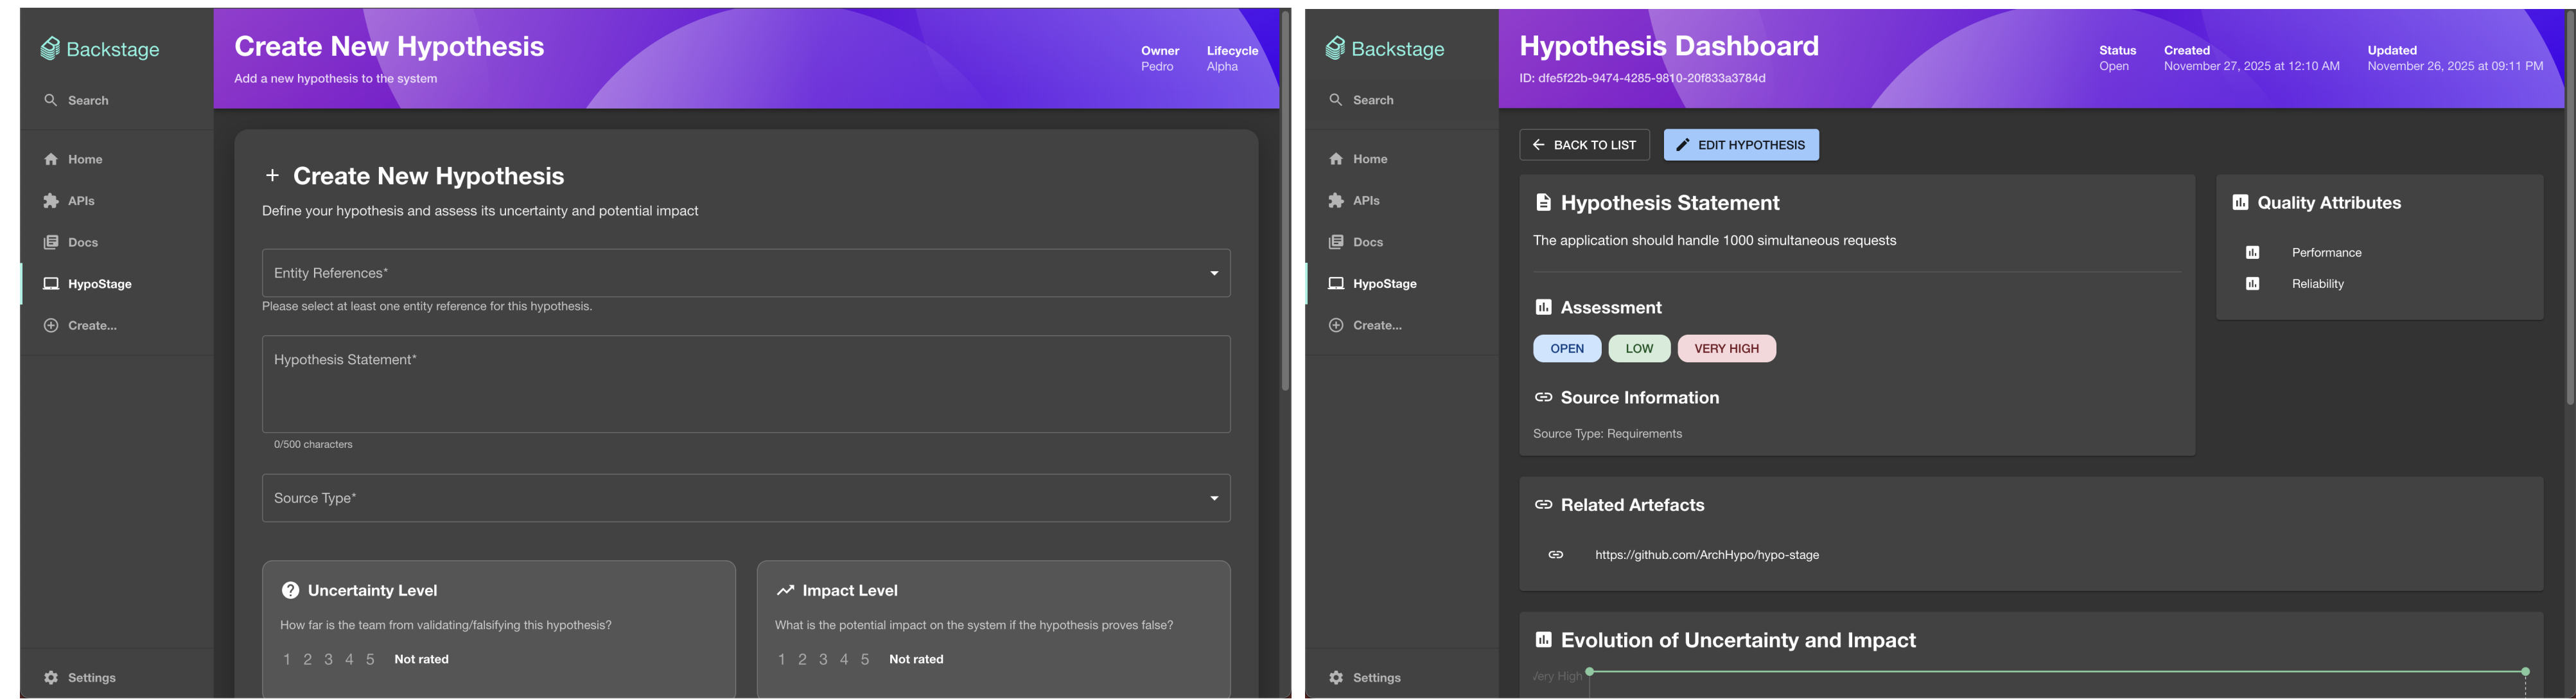 Backstage
Search
Home
APIs
Docs
HypoStage
Create...
Settings
Create New Hypothesis
Add a new hypothesis to the system
Owner
Pedro
Lifecycle
Alpha
+ Create New Hypothesis
Define your hypothesis and assess its uncertainty and potential impact
Entity References*
Please select at least one entity reference for this hypothesis.
Hypothesis Statement*
0/500 characters
Source Type*
Uncertainty Level
How far is the team from validating/falsifying this hypothesis?
1 2 3 4 5 Not rated
Impact Level
What is the potential impact on the system if the hypothesis proves false?
1 2 3 4 5 Not rated
Backstage
Search
Home
APIs
Docs
HypoStage
Create...
Settings
Hypothesis Dashboard
ID: dfe5f22b-9474-4285-9810-20f833a3784d
Status
Open
Created
November 27, 2025 at 12:10 AM
Updated
November 26, 2025 at 09:11 PM
BACK TO LIST
EDIT HYPOTHESIS
Hypothesis Statement
The application should handle 1000 simultaneous requests
Assessment
OPEN LOW VERY HIGH
Source Information
Source Type: Requirements
Quality Attributes
Performance
Reliability
Related Artefacts
https://github.com/ArchHypo/hypo-stage
Evolution of Uncertainty and Impact
Very High